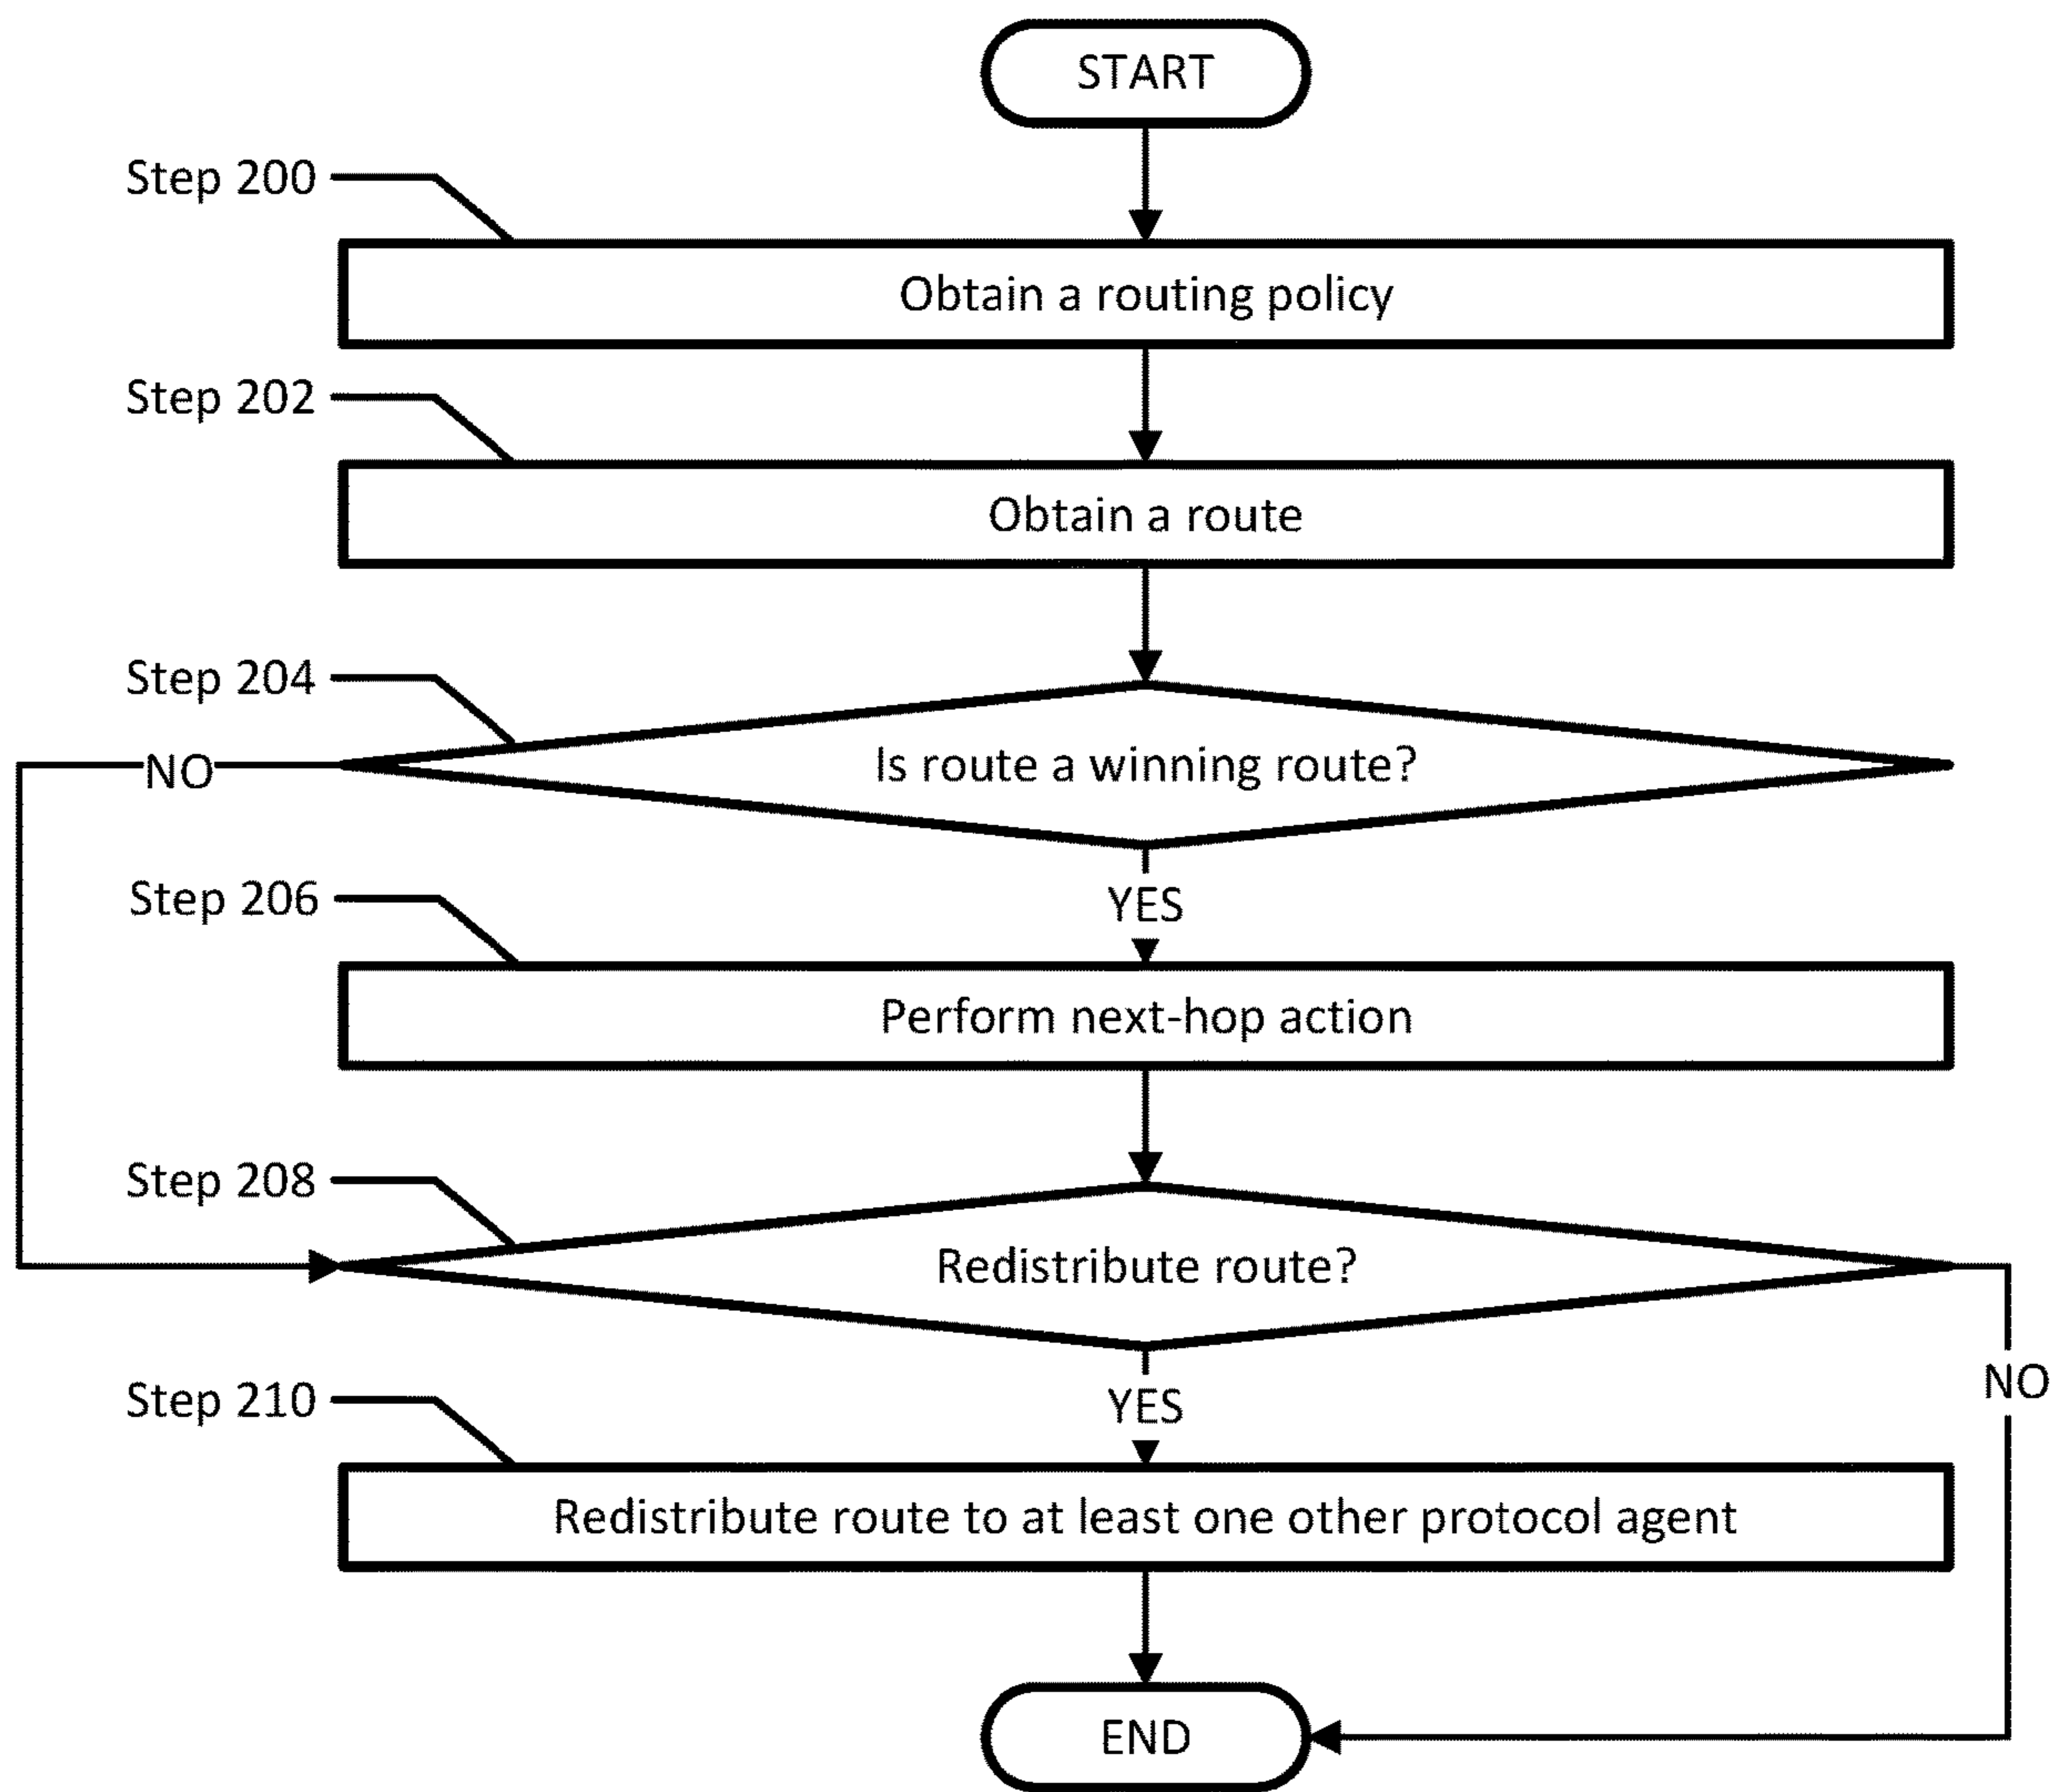 START
Step 200
Obtain a routing policy
Step 202
Obtain a route
Step 204
Is route a winning route?
NO
YES
Step 206
Perform next-hop action
Step 208
Redistribute route?
NO
YES
Step 210
Redistribute route to at least one other protocol agent
END